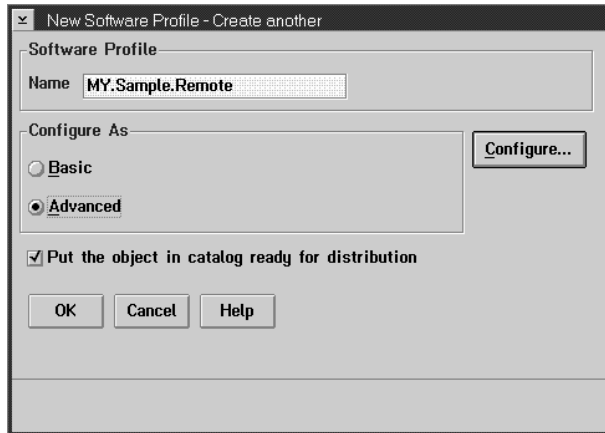 New Software Profile - Create another
Software Profile
Name MY.Sample.Remote
Configure As
Configure...
Basic
Advanced
Put the object in catalog ready for distribution
OK Cancel Help